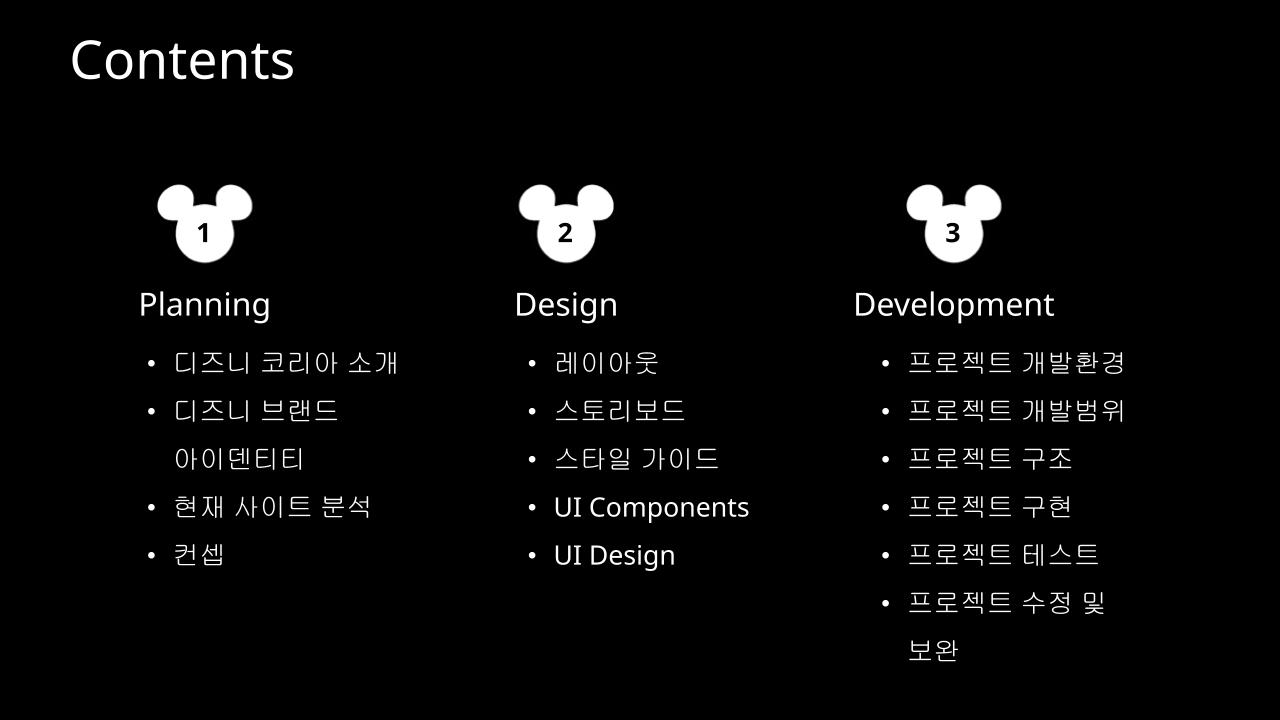 Contents
1
Planning
• 디즈니 코리아 소개
• 디즈니 브랜드
아이덴티티
• 현재 사이트 분석
• 컨셉
2
Design
• 레이아웃
• 스토리보드
• 스타일 가이드
• UI Components
• UI Design
3
Development
• 프로젝트 개발환경
• 프로젝트 개발범위
• 프로젝트 구조
• 프로젝트 구현
• 프로젝트 테스트
• 프로젝트 수정 및
보완